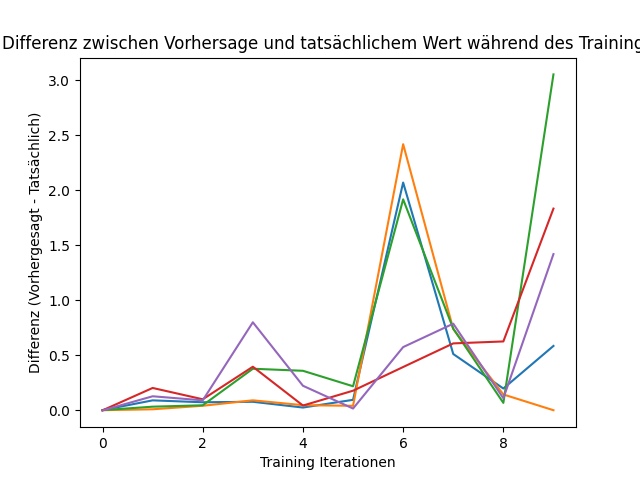 Differenz zwischen Vorhersage und tatsächlichem Wert während des Training
Differenz (Vorhergesagt - Tatsächlich)
3.0
2.5
2.0
1.5
1.0
0.5
0.0
0 2 4 6 8
Training Iterationen